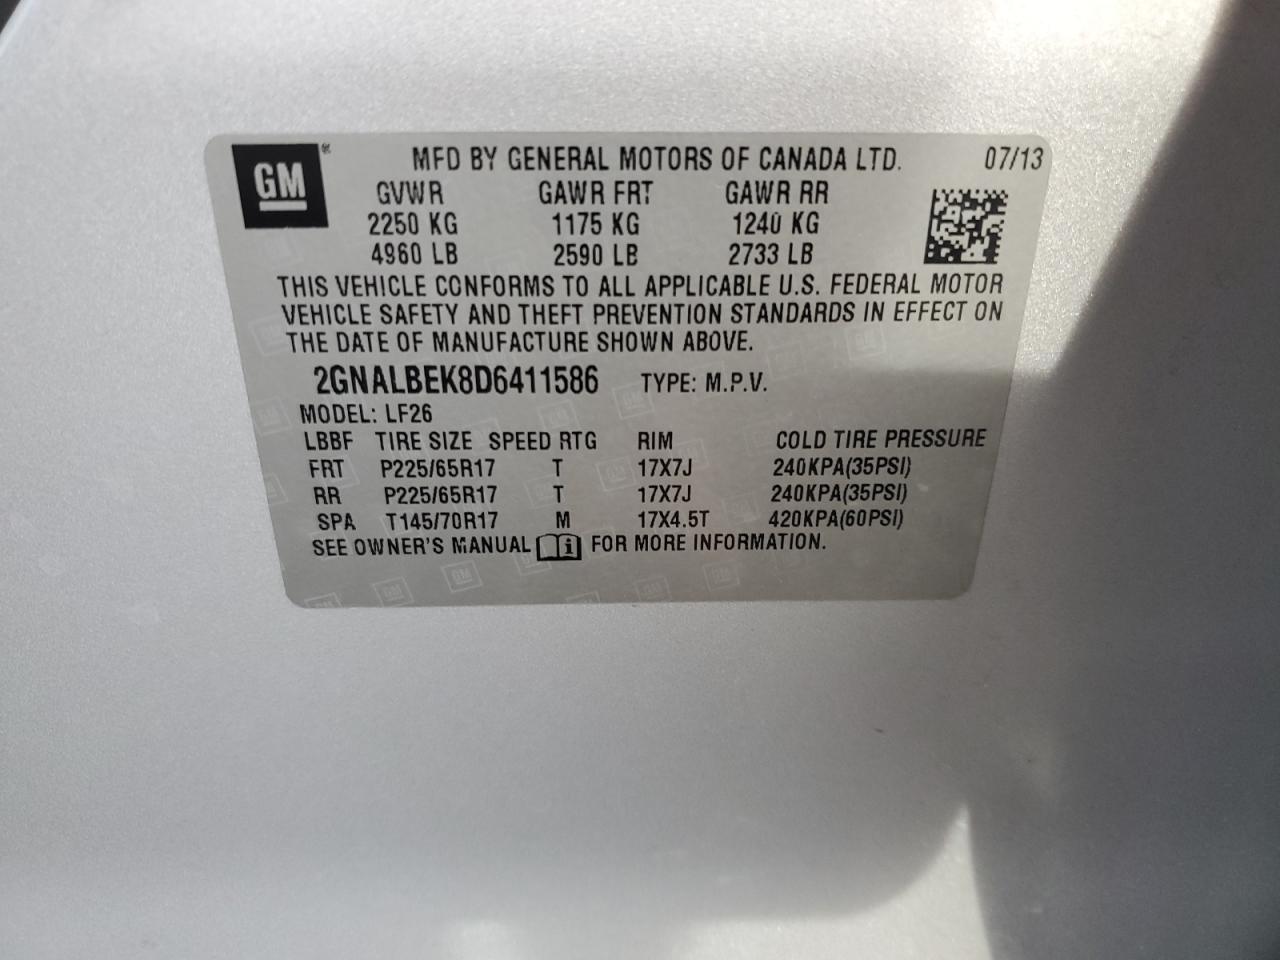 GM® MFD BY GENERAL MOTORS OF CANADA LTD. 07/13
GVWR GAWR FRT GAWR RR
2250 KG 1175 KG 1240 KG
4960 LB 2590 LB 2733 LB
THIS VEHICLE CONFORMS TO ALL APPLICABLE U.S. FEDERAL MOTOR
VEHICLE SAFETY AND THEFT PREVENTION STANDARDS IN EFFECT ON
THE DATE OF MANUFACTURE SHOWN ABOVE.
2GNALBEK8D6411586 TYPE: M.P.V.
MODEL: LF26
LBBF TIRE SIZE SPEED RTG RIM COLD TIRE PRESSURE
FRT P225/65R17 T 17X7J 240KPA(35PSI)
RR P225/65R17 T 17X7J 240KPA(35PSI)
SPA T145/70R17 M 17X4.5T 420KPA(60PSI)
SEE OWNER'S MANUAL i FOR MORE INFORMATION.